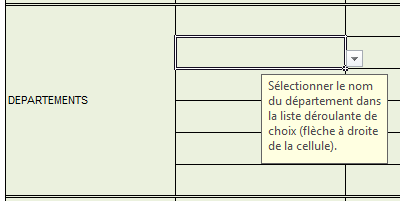 DEPARTEMENTS
Sélectionner le nom
du département dans
la liste déroulante de
choix (flèche à droite
de la cellule).